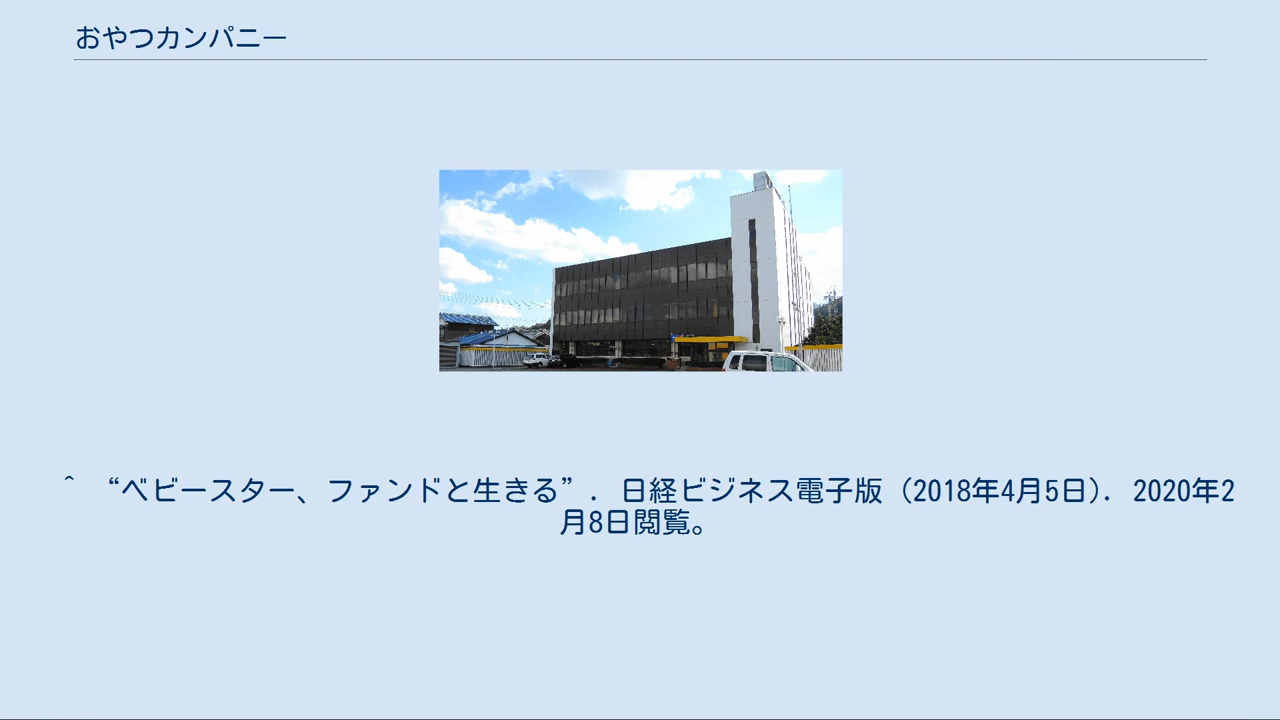 おやつカンパニー
^ “ベビースター、ファンドと生きる”. 日経ビジネス電子版 (2018年4月5日). 2020年2
月8日閲覧。